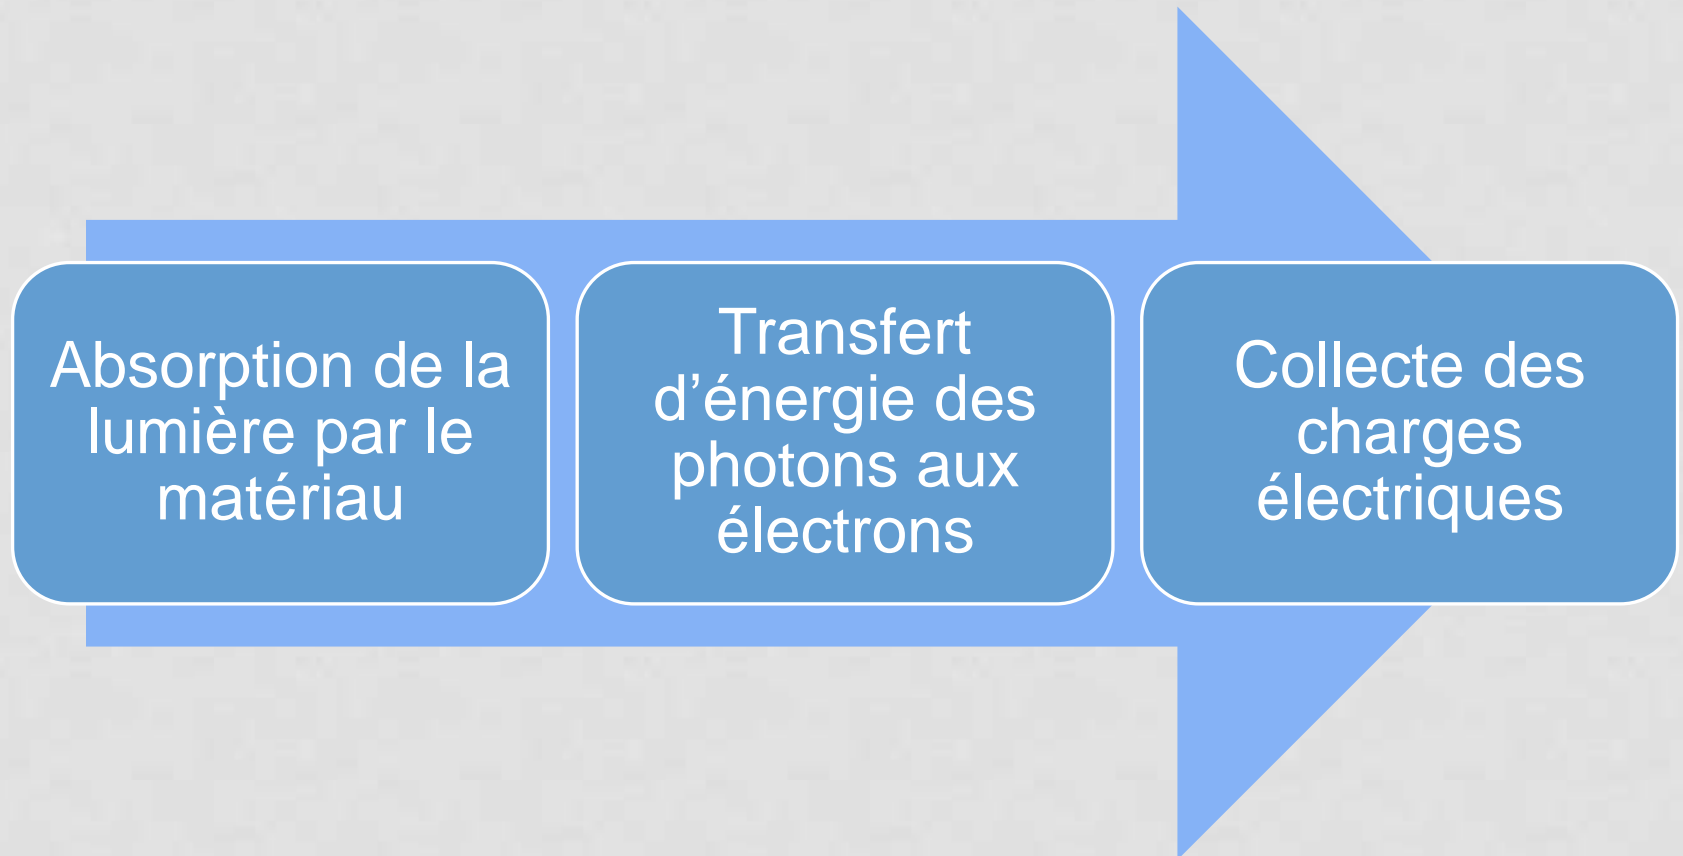 Absorption de la
lumière par le
matériau
Transfert
d’énergie des
photons aux
électrons
Collecte des
charges
électriques